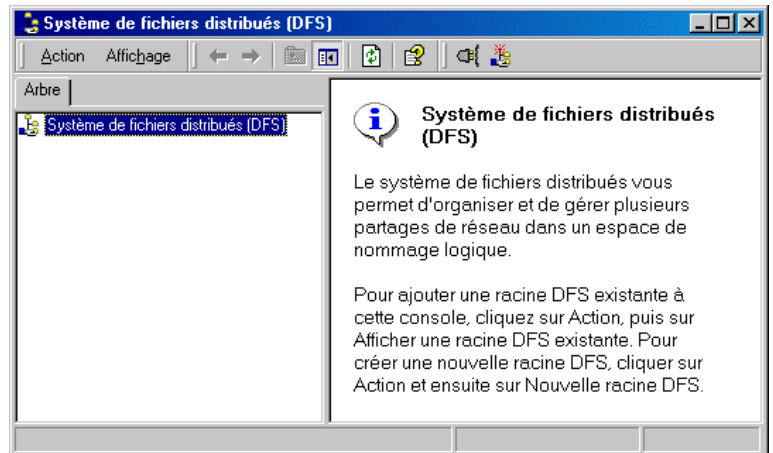 Système de fichiers distribués (DFS)
Action Affichage
Arbre
Système de fichiers distribués (DFS)
Système de fichiers distribués
(DFS)
Le système de fichiers distribués vous
permet d'organiser et de gérer plusieurs
partages de réseau dans un espace de
nommage logique.
Pour ajouter une racine DFS existante à
cette console, cliquez sur Action, puis sur
Afficher une racine DFS existante. Pour
créer une nouvelle racine DFS, cliquer sur
Action et ensuite sur Nouvelle racine DFS.